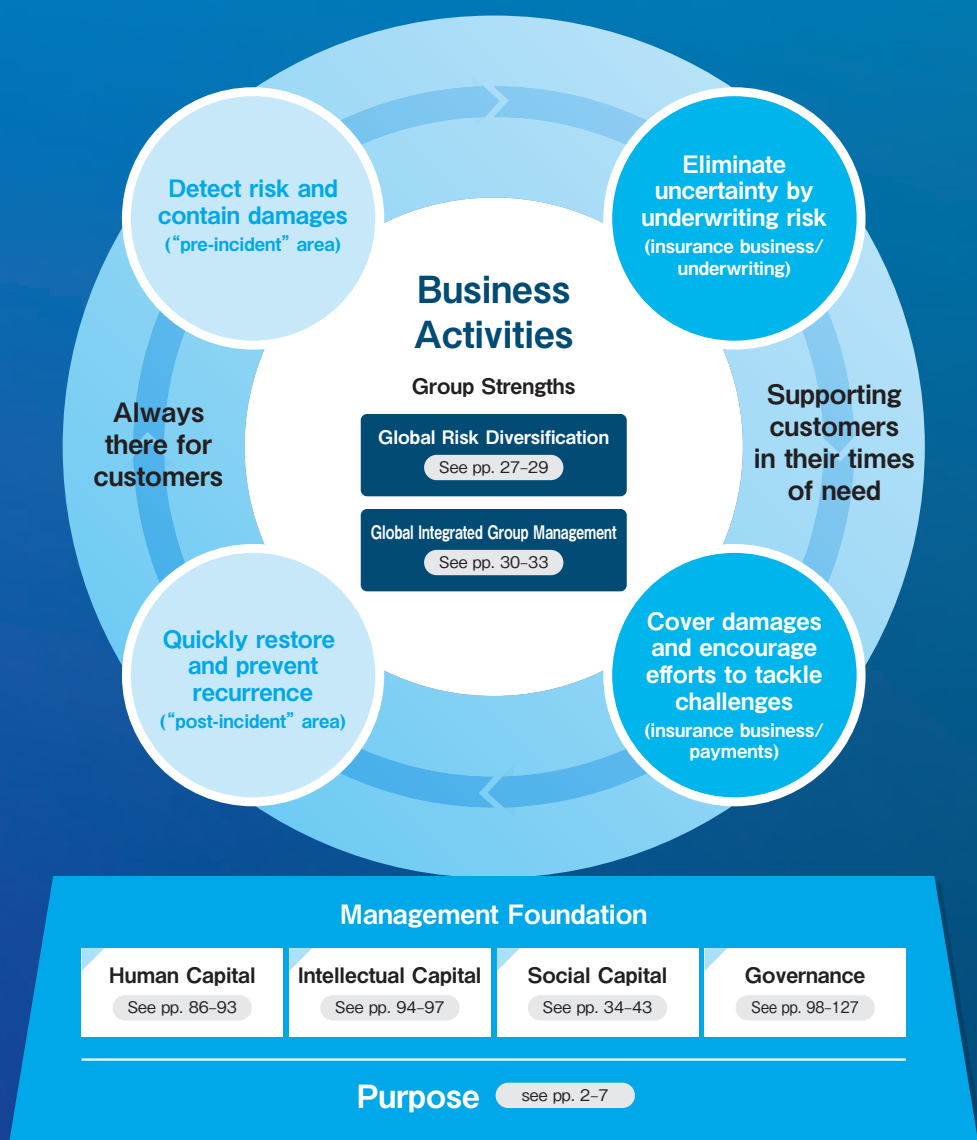 Detect risk and
contain damages
(“pre-incident” area)
Eliminate
uncertainty by
underwriting risk
(insurance business/
underwriting)
Business
Activities
Group Strengths
Global Risk Diversification
See pp. 27–29
Global Integrated Group Management
See pp. 30–33
Always
there for
customers
Supporting
customers
in their times
of need
Quickly restore
and prevent
recurrence
(“post-incident” area)
Cover damages
and encourage
efforts to tackle
challenges
(insurance business/
payments)
Management Foundation
Human Capital
See pp. 86–93
Intellectual Capital
See pp. 94–97
Social Capital
See pp. 34–43
Governance
See pp. 98–127
Purpose see pp. 2–7